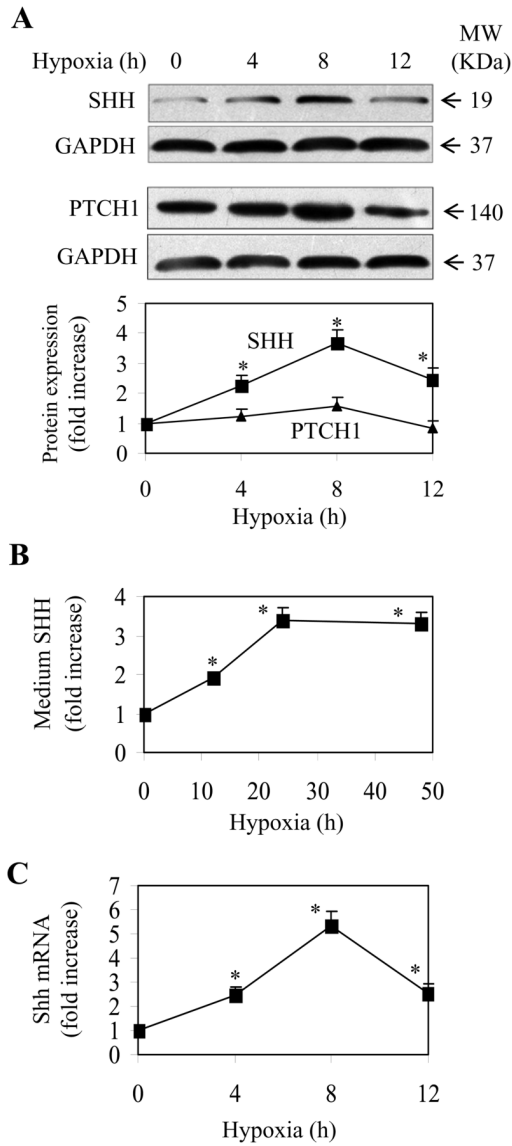 A
MW
Hypoxia (h) 0 4 8 12 (KDa)
SHH 19
GAPDH 37
PTCH1 140
GAPDH 37
Protein expression
(fold increase)
5
4
3
2
1
0
* * *
SHH
PTCH1
0 4 8 12
Hypoxia (h)
B
Medium SHH
(fold increase)
4
3
2
1
0
* * *
0 10 20 30 40 50
Hypoxia (h)
C
Shh mRNA
(fold increase)
7
6
5
4
3
2
1
0
* * *
0 4 8 12
Hypoxia (h)